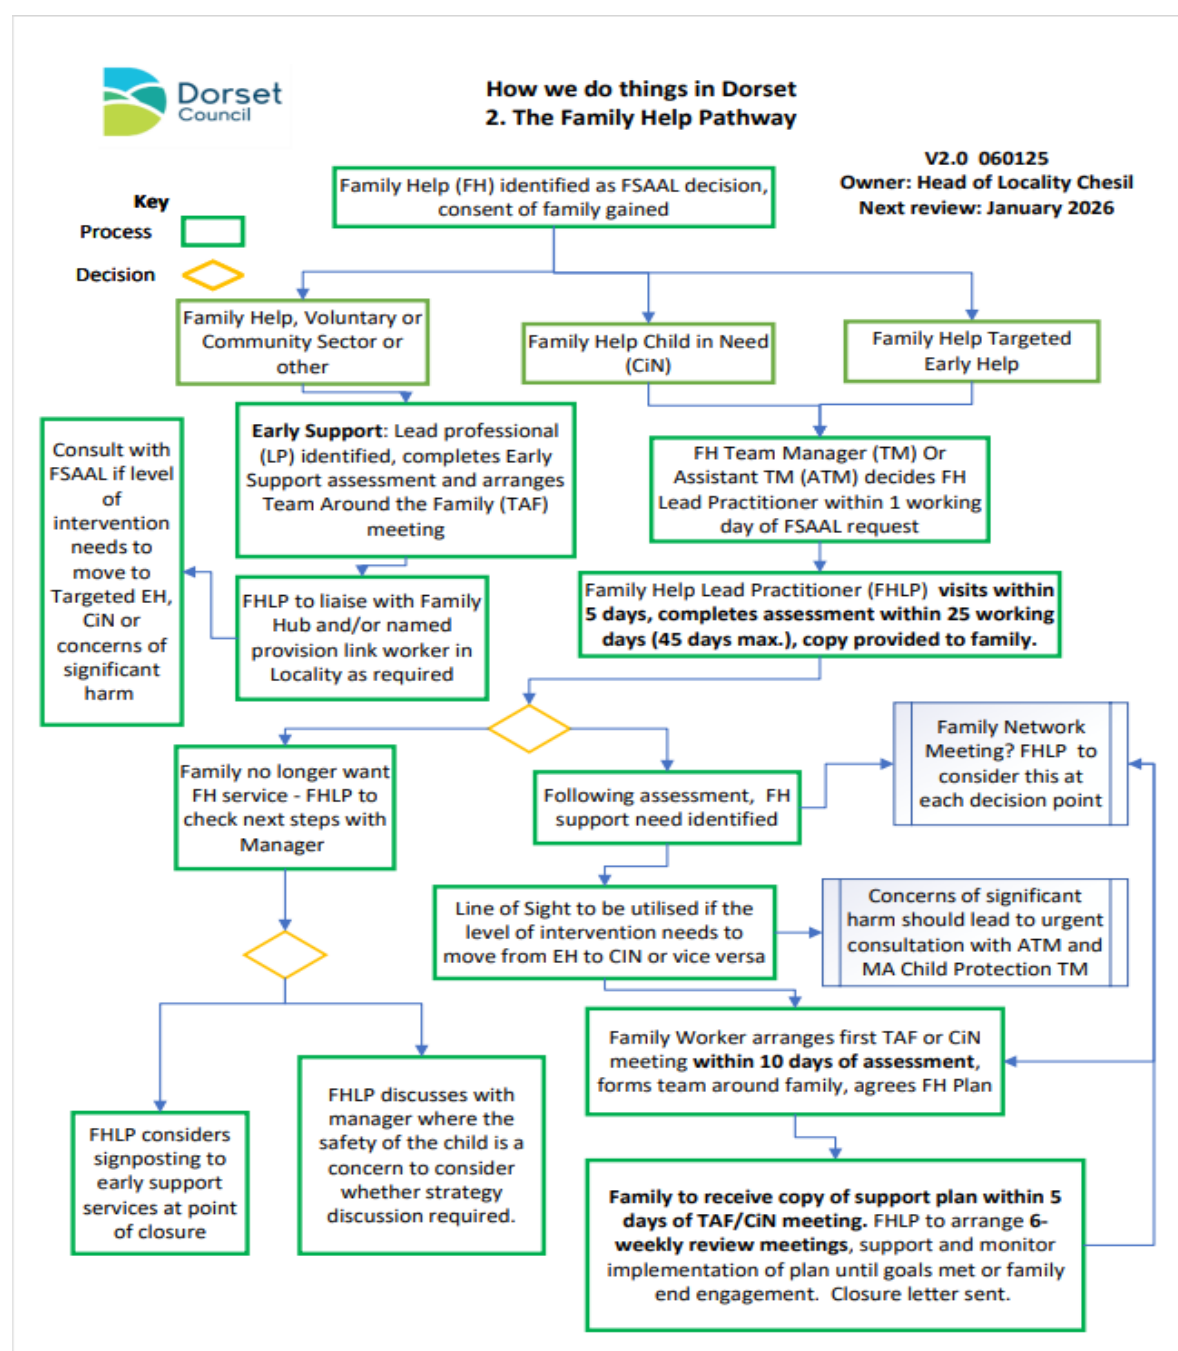 Dorset
Council
How we do things in Dorset
2. The Family Help Pathway
V2.0 060125
Owner: Head of Locality Chesil
Next review: January 2026
Key
Process
Decision
Family Help (FH) identified as FSAAL decision,
consent of family gained
Family Help, Voluntary or
Community Sector or
other
Family Help Child in Need
(CiN)
Family Help Targeted
Early Help
Consult with
FSAAL if level
of
intervention
needs to
move to
Targeted EH,
CiN or
concerns of
significant
harm
Early Support: Lead professional
(LP) identified, completes Early
Support assessment and arranges
Team Around the Family (TAF)
meeting
FH Team Manager (TM) Or
Assistant TM (ATM) decides FH
Lead Practitioner within 1 working
day of FSAAL request
FHLP to liaise with Family
Hub and/or named
provision link worker in
Locality as required
Family Help Lead Practitioner (FHLP) visits within
5 days, completes assessment within 25 working
days (45 days max.), copy provided to family.
Family no longer want
FH service - FHLP to
check next steps with
Manager
Following assessment, FH
support need identified
Family Network
Meeting? FHLP to
consider this at
each decision point
Line of Sight to be utilised if the
level of intervention needs to
move from EH to CIN or vice versa
Concerns of significant
harm should lead to urgent
consultation with ATM and
MA Child Protection TM
Family Worker arranges first TAF or CiN
meeting within 10 days of assessment,
forms team around family, agrees FH Plan
FHLP considers
signposting to
early support
services at point
of closure
FHLP discusses with
manager where the
safety of the child is a
concern to consider
whether strategy
discussion required.
Family to receive copy of support plan within 5
days of TAF/CiN meeting. FHLP to arrange 6-
weekly review meetings, support and monitor
implementation of plan until goals met or family
end engagement. Closure letter sent.